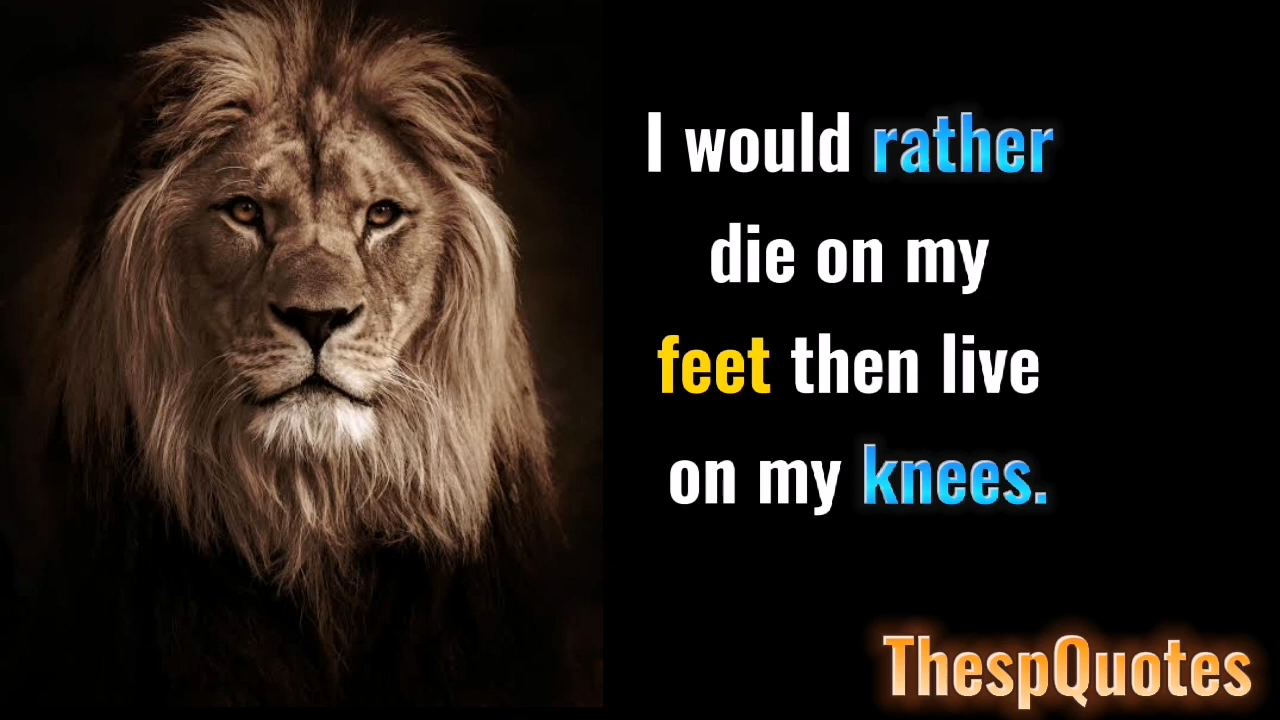 I would rather
die on my
feet then live
on my knees.
ThespQuotes